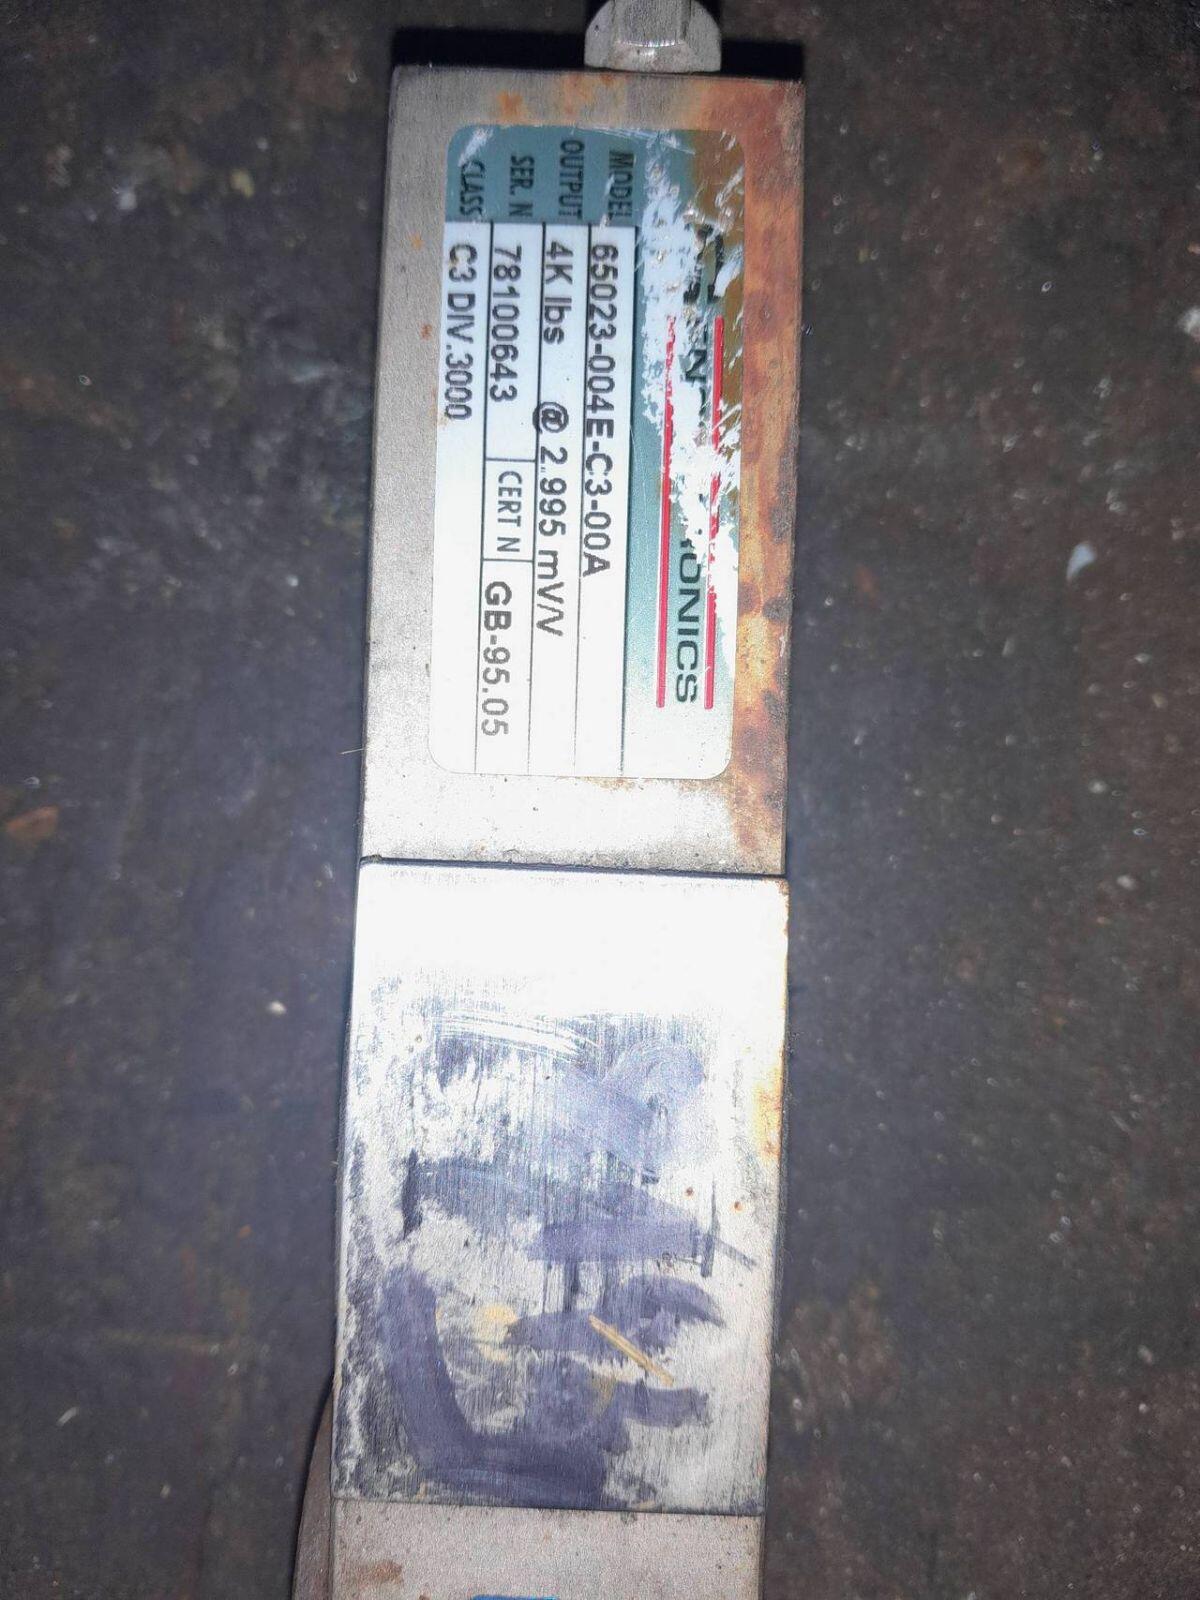 IONICS
MODEL 65023-004E-C3-00A
OUTPUT 4K lbs @ 2.995 mV/V
SER. N 78100643 CERT N GB-95.05
CLASS C3 DIV.3000